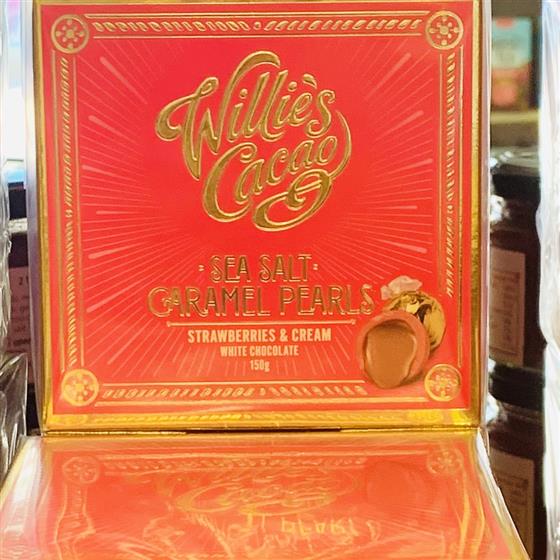 Willie's
Cacao
SEA SALT
CARAMEL PEARLS
STRAWBERRIES & CREAM
WHITE CHOCOLATE
150g